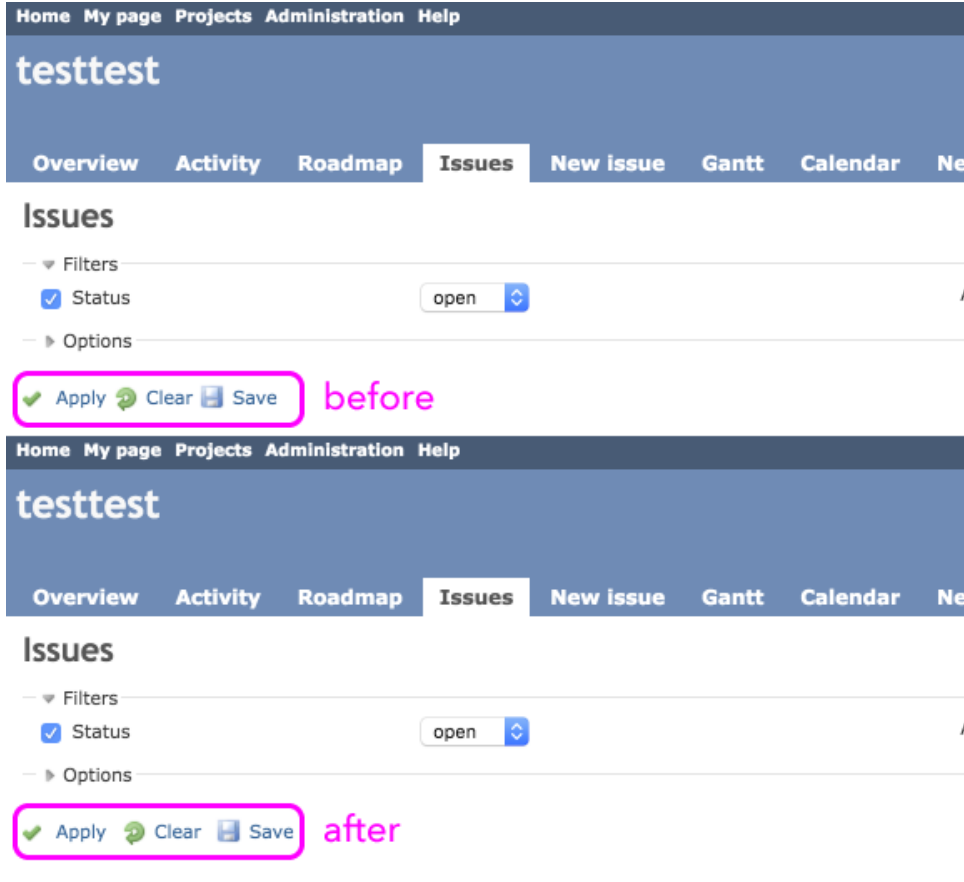 Home My page Projects Administration Help
testtest
Overview Activity Roadmap Issues New issue Gantt Calendar Ne
Issues
Filters
Status open
Options
Apply Clear Save before
Home My page Projects Administration Help
testtest
Overview Activity Roadmap Issues New issue Gantt Calendar Ne
Issues
Filters
Status open
Options
Apply Clear Save after